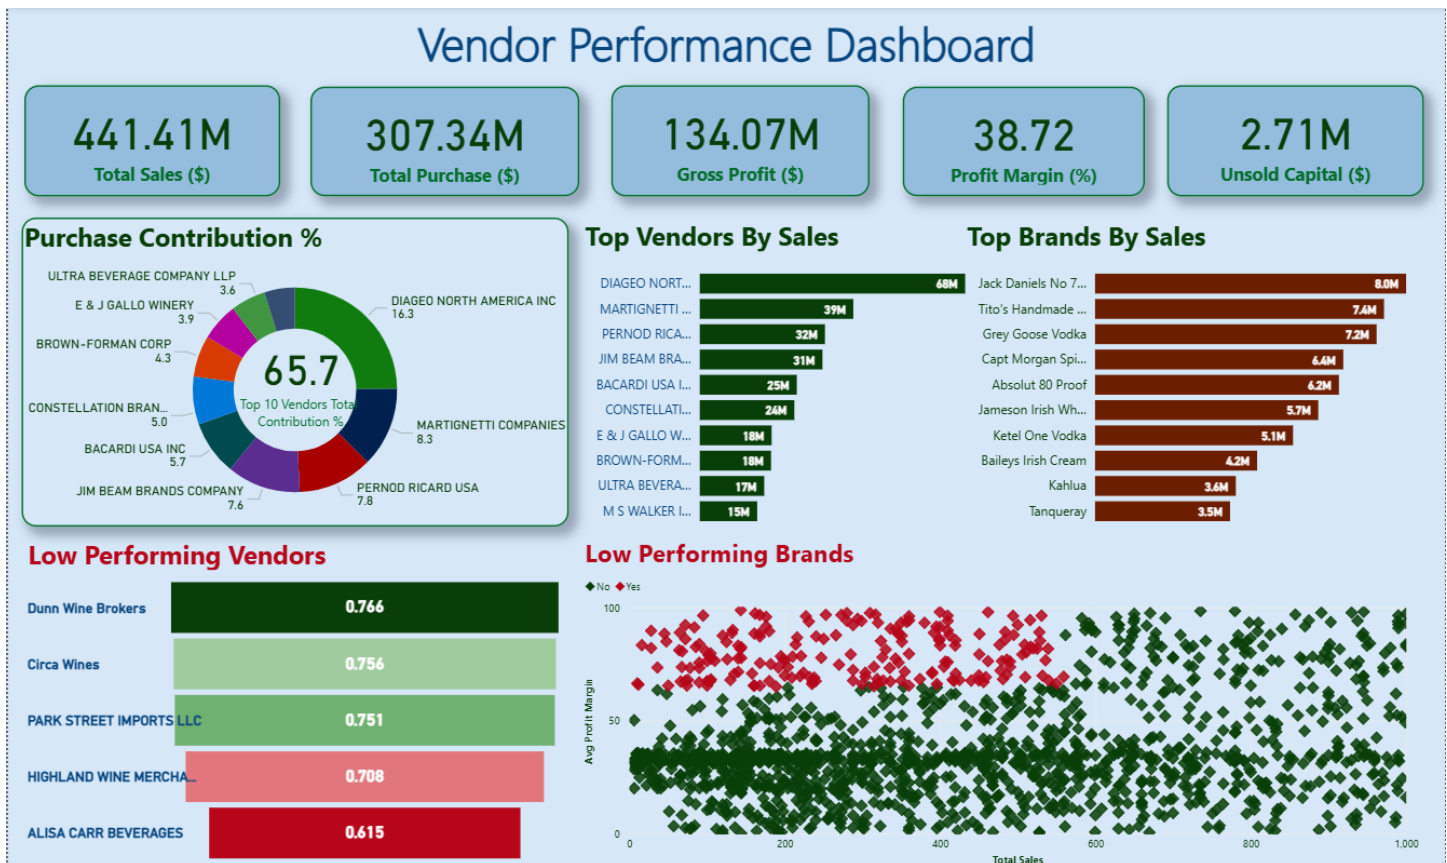 Vendor Performance Dashboard
441.41M
Total Sales ($)
307.34M
Total Purchase ($)
134.07M
Gross Profit ($)
38.72
Profit Margin (%)
2.71M
Unsold Capital ($)
Purchase Contribution %
ULTRA BEVERAGE COMPANY LLP
3.6
E & J GALLO WINERY
3.9
BROWN-FORMAN CORP
4.3
CONSTELLATION BRAN...
5.0
BACARDI USA INC
5.7
JIM BEAM BRANDS COMPANY
7.6
DIAGEO NORTH AMERICA INC
16.3
MARTIGNETTI COMPANIES
8.3
PERNOD RICARD USA
7.8
65.7
Top 10 Vendors Total
Contribution %
Top Vendors By Sales
DIAGEO NORT... 68M
MARTIGNETTI ... 39M
PERNOD RICA... 32M
JIM BEAM BRA... 31M
BACARDI USA I... 25M
CONSTELLATI... 24M
E & J GALLO W... 18M
BROWN-FORM... 18M
ULTRA BEVERA... 17M
M S WALKER I... 15M
Top Brands By Sales
Jack Daniels No 7... 8.0M
Tito's Handmade ... 7.4M
Grey Goose Vodka 7.2M
Capt Morgan Spi... 6.4M
Absolut 80 Proof 6.2M
Jameson Irish Wh... 5.7M
Ketel One Vodka 5.1M
Baileys Irish Cream 4.2M
Kahlua 3.6M
Tanqueray 3.5M
Low Performing Vendors
Dunn Wine Brokers 0.766
Circa Wines 0.756
PARK STREET IMPORTS LLC 0.751
HIGHLAND WINE MERCHA... 0.708
ALISA CARR BEVERAGES 0.615
Low Performing Brands
No Yes
100
50
0
Avg Profit Margin
0 200 400 600 800 1,000
Total Sales